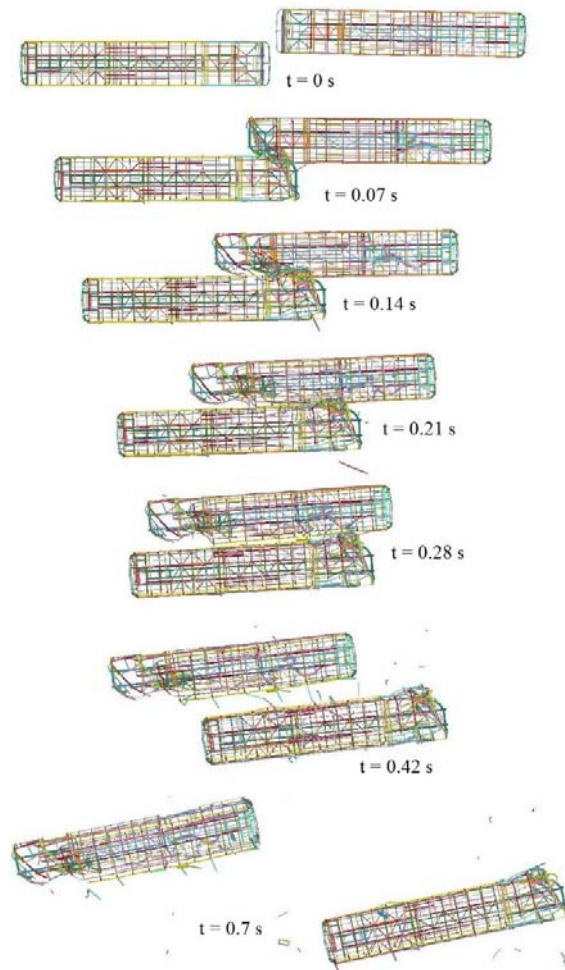 t = 0 s
t = 0.07 s
t = 0.14 s
t = 0.21 s
t = 0.28 s
t = 0.42 s
t = 0.7 s